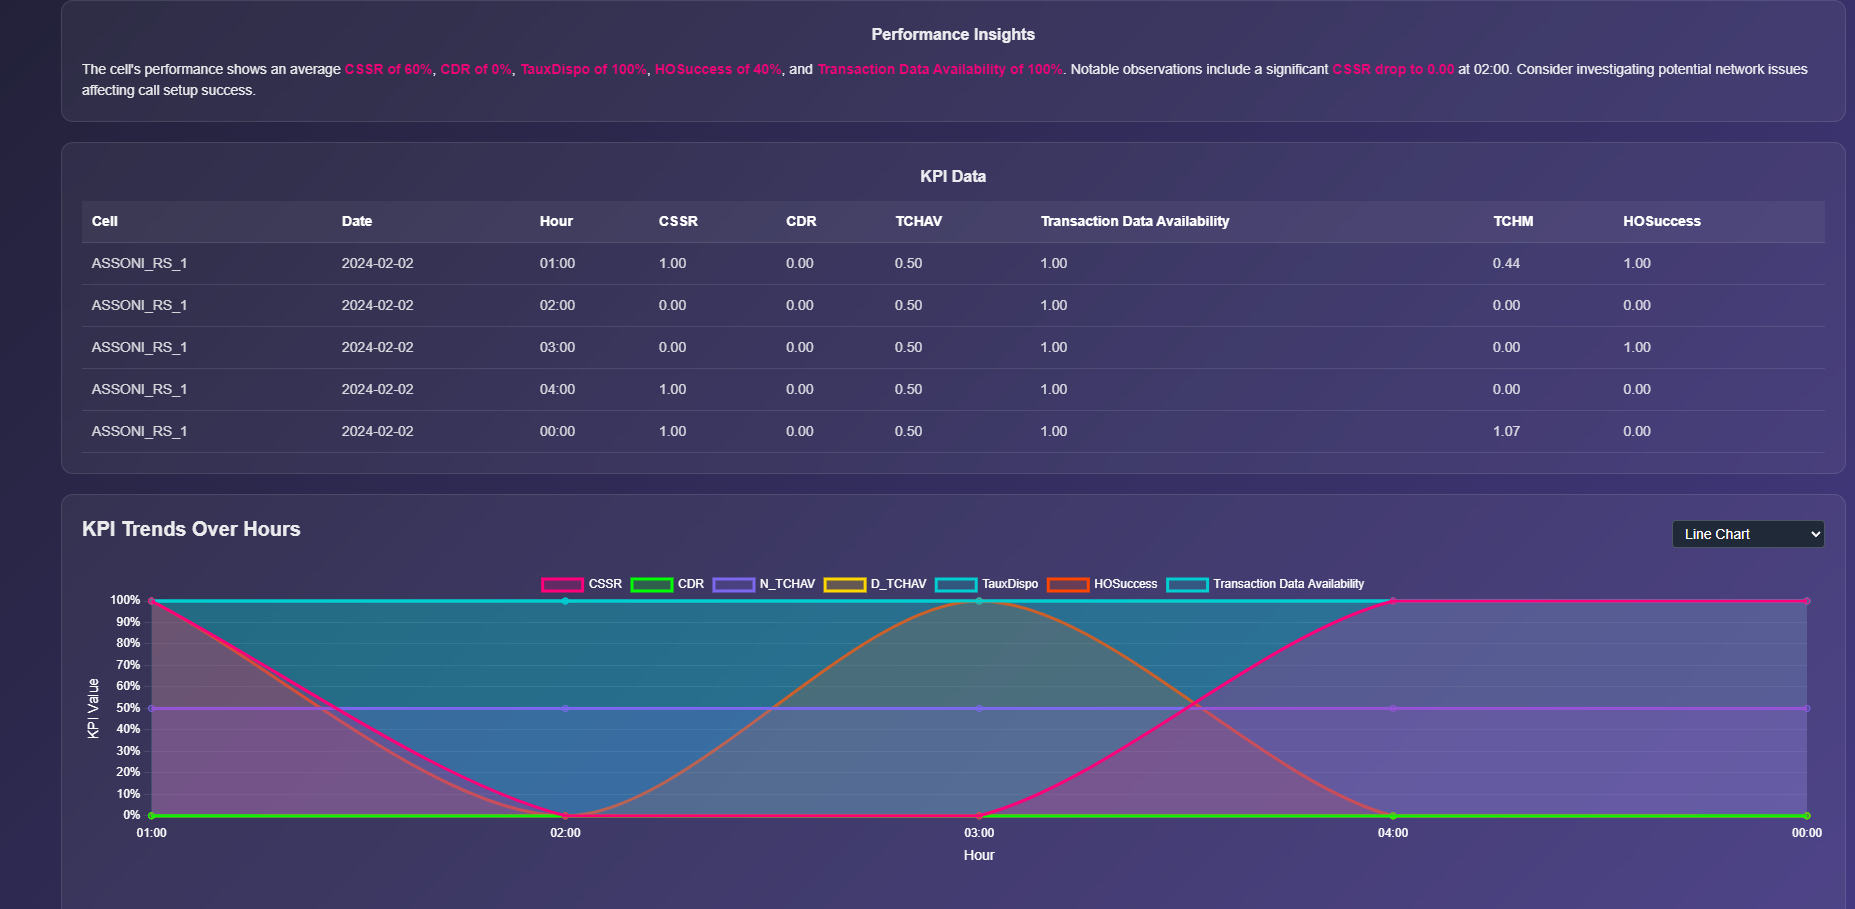 Performance Insights
The cell's performance shows an average CSSR of 60%, CDR of 0%, TauxDispo of 100%, HOSuccess of 40%, and Transaction Data Availability of 100%. Notable observations include a significant CSSR drop to 0.00 at 02:00. Consider investigating potential network issues
affecting call setup success.
KPI Data
Cell Date Hour CSSR CDR TCHAV Transaction Data Availability TCHM HOSuccess
ASSONI_RS_1 2024-02-02 01:00 1.00 0.00 0.50 1.00 0.44 1.00
ASSONI_RS_1 2024-02-02 02:00 0.00 0.00 0.50 1.00 0.00 0.00
ASSONI_RS_1 2024-02-02 03:00 0.00 0.00 0.50 1.00 0.00 1.00
ASSONI_RS_1 2024-02-02 04:00 1.00 0.00 0.50 1.00 0.00 0.00
ASSONI_RS_1 2024-02-02 00:00 1.00 0.00 0.50 1.00 1.07 0.00
KPI Trends Over Hours
Line Chart
CSSR CDR N_TCHAV D_TCHAV TauxDispo HOSuccess Transaction Data Availability
100%
90%
80%
70%
60%
50%
40%
30%
20%
10%
0%
KPI Value
01:00 02:00 03:00 04:00 00:00
Hour